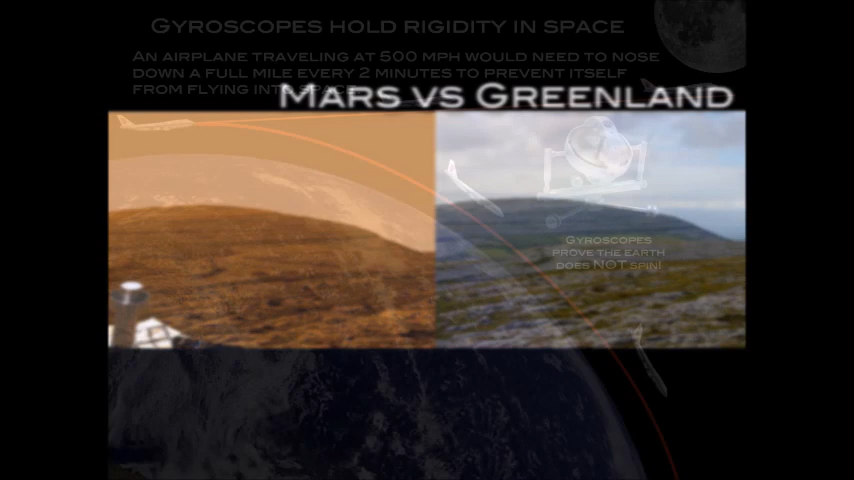 Gyroscopes hold rigidity in space
An airplane traveling at 500 mph would need to nose
down a full mile every 2 minutes to prevent itself
from flying into space
Mars vs Greenland
Gyroscopes
prove the earth
does NOT spin!